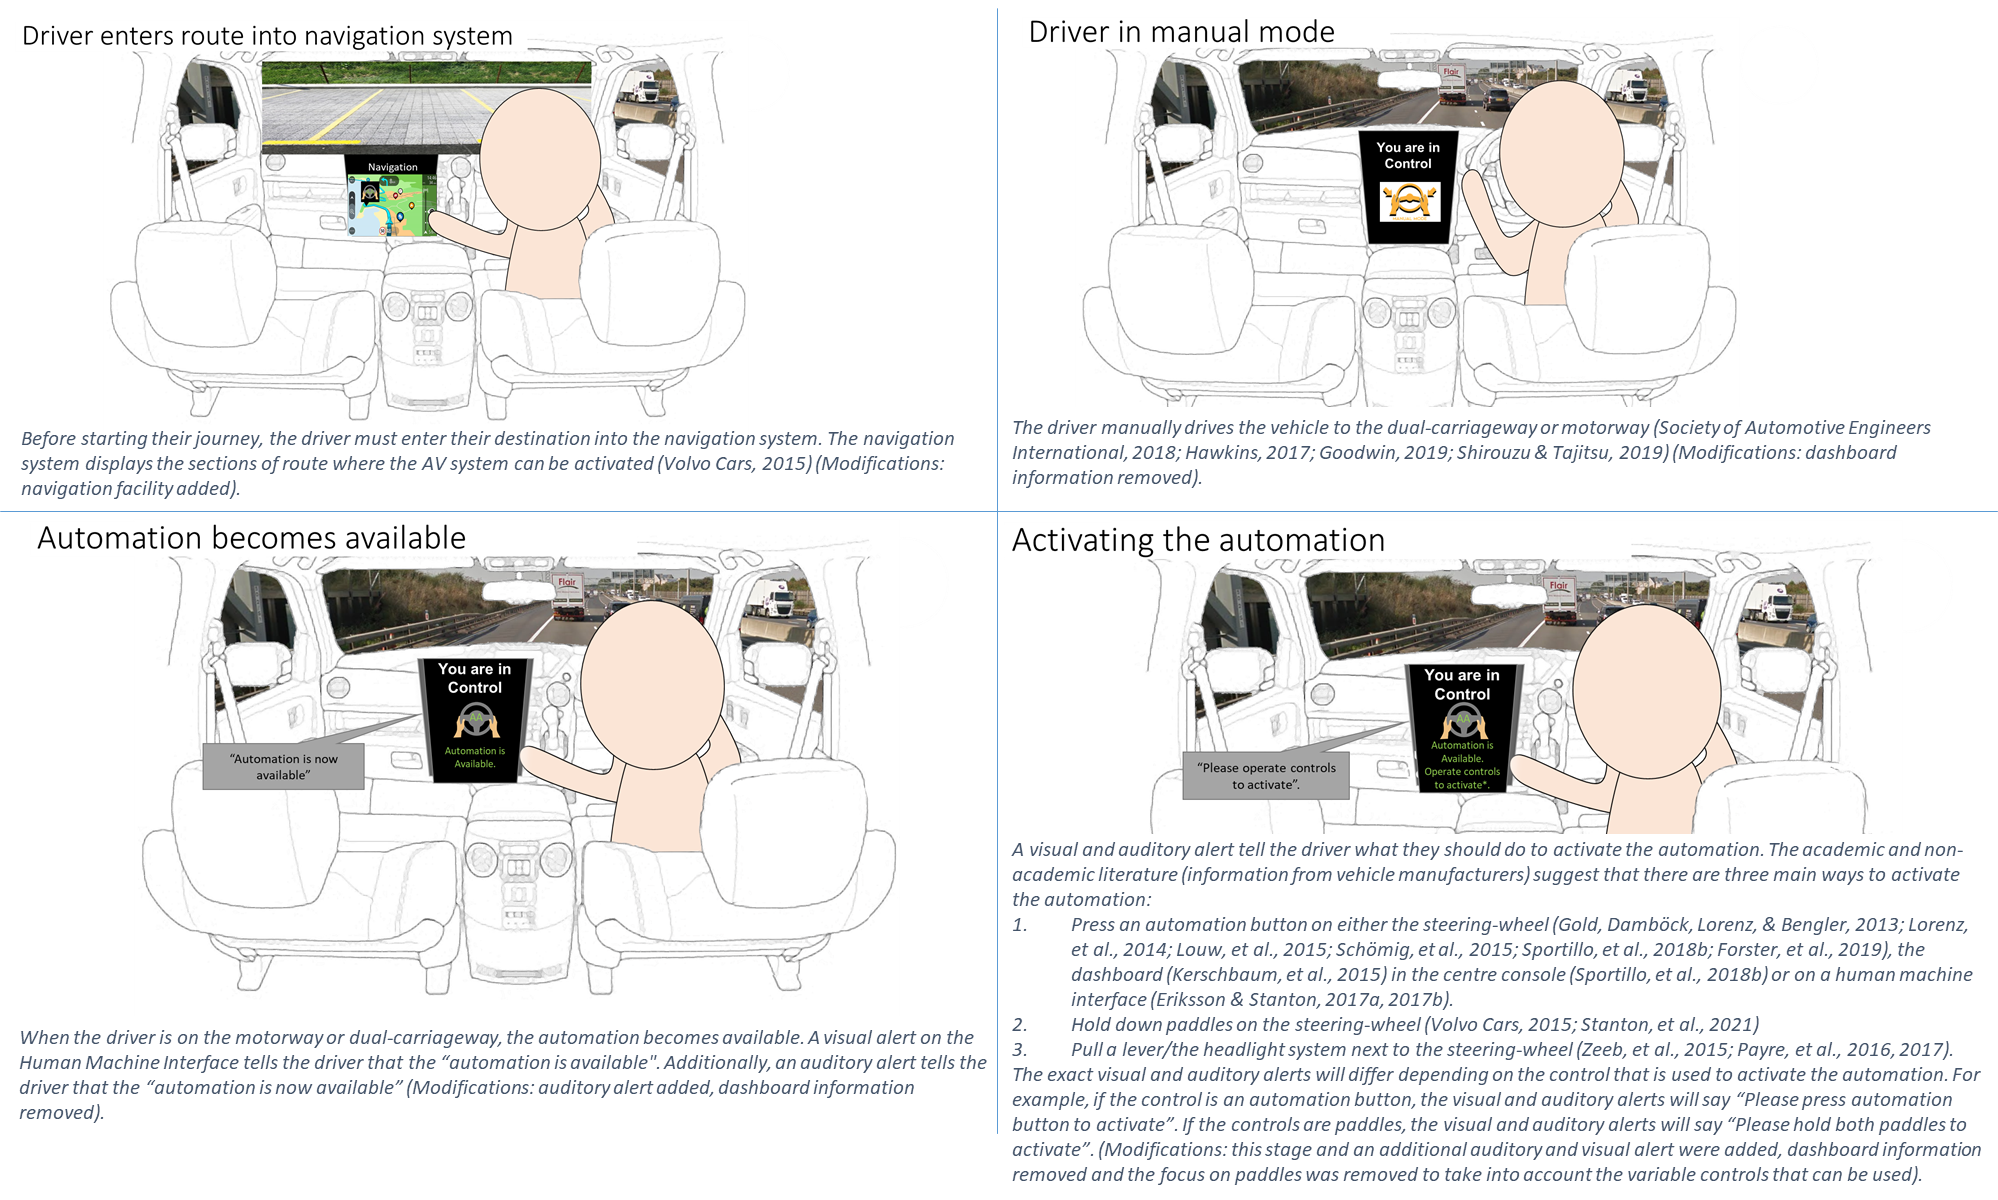 Driver enters route into navigation system
Navigation
Before starting their journey, the driver must enter their destination into the navigation system. The navigation
system displays the sections of route where the AV system can be activated (Volvo Cars, 2015) (Modifications:
navigation facility added).
Driver in manual mode
Flair
You are in
Control
The driver manually drives the vehicle to the dual-carriageway or motorway (Society of Automotive Engineers
International, 2018; Hawkins, 2017; Goodwin, 2019; Shirouzu & Tajitsu, 2019) (Modifications: dashboard
information removed).
Automation becomes available
Flair
You are in
Control
AA
Automation is
Available.
“Automation is now
available”
When the driver is on the motorway or dual-carriageway, the automation becomes available. A visual alert on the
Human Machine Interface tells the driver that the “automation is available". Additionally, an auditory alert tells the
driver that the “automation is now available” (Modifications: auditory alert added, dashboard information
removed).
Activating the automation
Flair
You are in
Control
AA
Automation is
Available.
Operate controls
to activate*.
“Please operate controls
to activate”.
A visual and auditory alert tell the driver what they should do to activate the automation. The academic and non-
academic literature (information from vehicle manufacturers) suggest that there are three main ways to activate
the automation:
1. Press an automation button on either the steering-wheel (Gold, Damböck, Lorenz, & Bengler, 2013; Lorenz,
et al., 2014; Louw, et al., 2015; Schömig, et al., 2015; Sportillo, et al., 2018b; Forster, et al., 2019), the
dashboard (Kerschbaum, et al., 2015) in the centre console (Sportillo, et al., 2018b) or on a human machine
interface (Eriksson & Stanton, 2017a, 2017b).
2. Hold down paddles on the steering-wheel (Volvo Cars, 2015; Stanton, et al., 2021)
3. Pull a lever/the headlight system next to the steering-wheel (Zeeb, et al., 2015; Payre, et al., 2016, 2017).
The exact visual and auditory alerts will differ depending on the control that is used to activate the automation. For
example, if the control is an automation button, the visual and auditory alerts will say “Please press automation
button to activate”. If the controls are paddles, the visual and auditory alerts will say “Please hold both paddles to
activate”. (Modifications: this stage and an additional auditory and visual alert were added, dashboard information
removed and the focus on paddles was removed to take into account the variable controls that can be used).